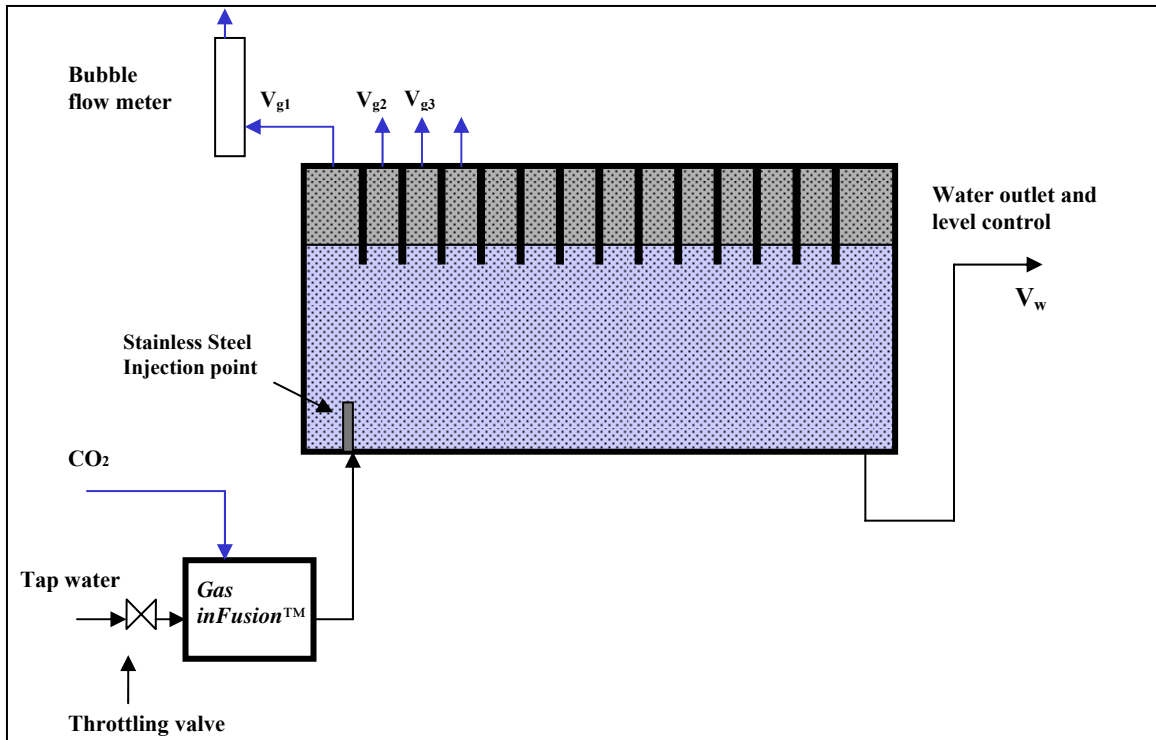 Bubble
flow meter
Vg1
Vg2
Vg3
Water outlet and
level control
Vw
Stainless Steel
Injection point
CO2
Tap water
Gas
inFusion™
Throttling valve